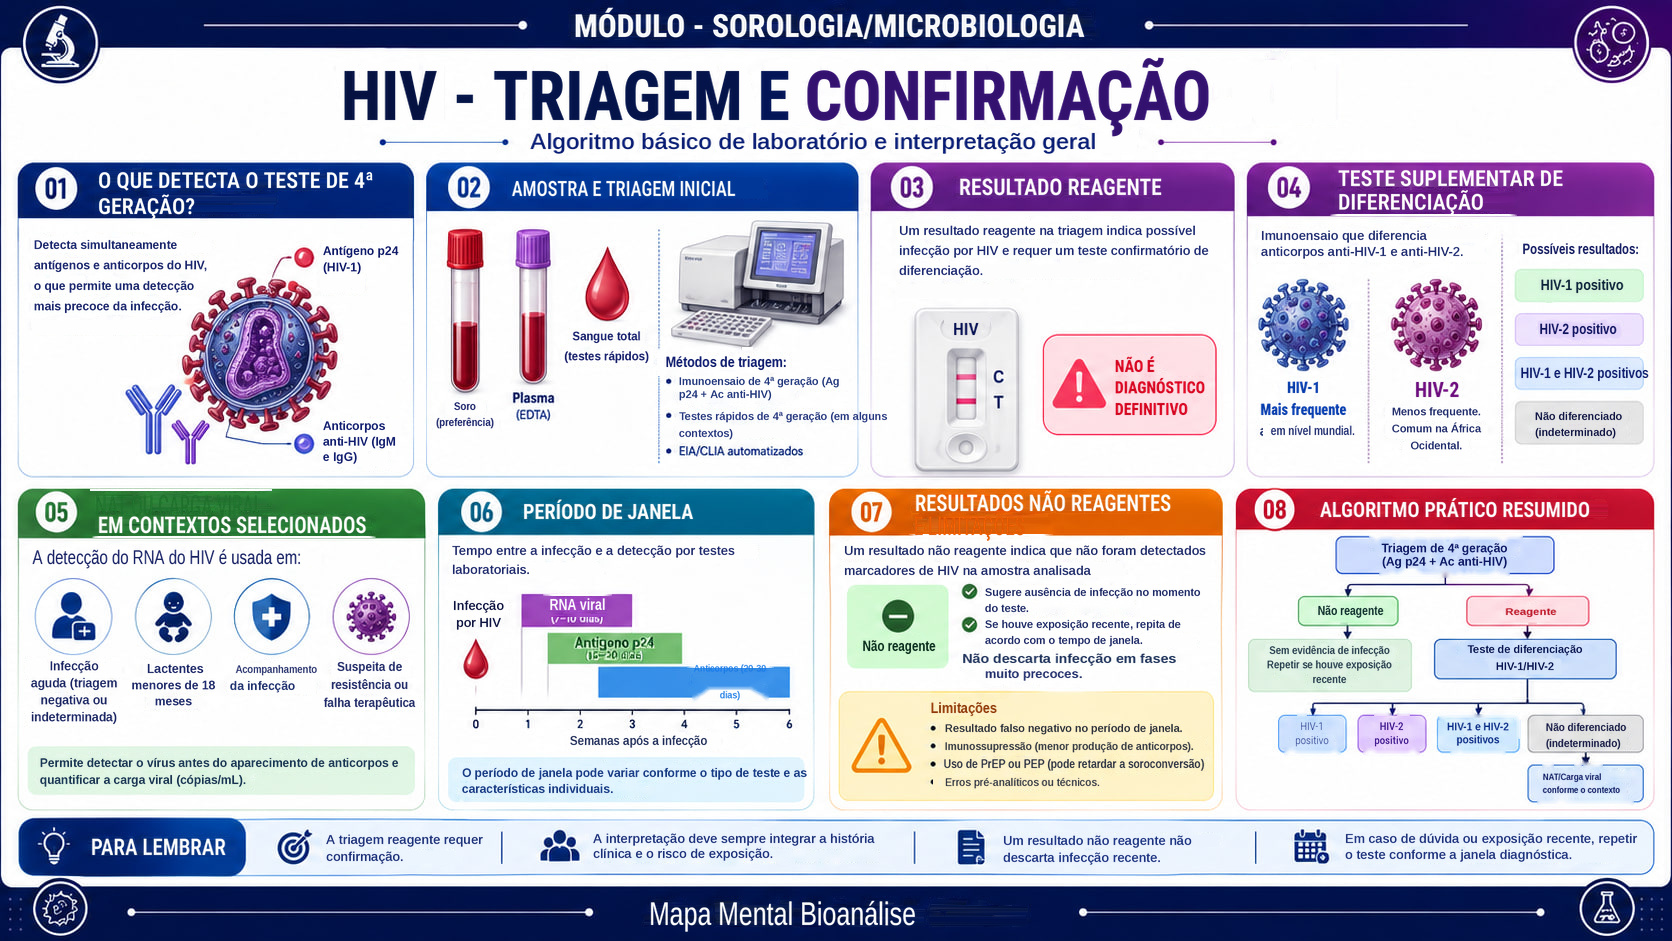 MÓDULO - SOROLOGIA/MICROBIOLOGIA
HIV - TRIAGEM E CONFIRMAÇÃO
Algoritmo básico de laboratório e interpretação geral
01
O QUE DETECTA O TESTE DE 4ª
GERAÇÃO?
Detecta simultaneamente
antígenos e anticorpos do HIV,
o que permite uma detecção
mais precoce da infecção.
Antígeno p24
(HIV-1)
Anticorpos
anti-HIV (IgM
e IgG)
02
AMOSTRA E TRIAGEM INICIAL
Soro
(preferência)
Plasma
(EDTA)
Sangue total
(testes rápidos)
Métodos de triagem:
Imunoensaio de 4ª geração (Ag
p24 + Ac anti-HIV)
Testes rápidos de 4ª geração (em alguns
contextos)
EIA/CLIA automatizados
03
RESULTADO REAGENTE
Um resultado reagente na triagem indica possível
infecção por HIV e requer um teste confirmatório de
diferenciação.
HIV
C
T
NÃO É
DIAGNÓSTICO
DEFINITIVO
04
TESTE SUPLEMENTAR DE
DIFERENCIAÇÃO
Imunoensaio que diferencia
anticorpos anti-HIV-1 e anti-HIV-2.
HIV-1
Mais frequente
em nível mundial.
HIV-2
Menos frequente.
Comum na África
Ocidental.
Possíveis resultados:
HIV-1 positivo
HIV-2 positivo
HIV-1 e HIV-2 positivos
Não diferenciado
(indeterminado)
05
NAT OU CARGA VIRAL
EM CONTEXTOS SELECIONADOS
A detecção do RNA do HIV é usada em:
Infecção
aguda (triagem
negativa ou
indeterminada)
Lactentes
menores de 18
meses
Acompanhamento
da infecção
Suspeita de
resistência ou
falha terapêutica
Permite detectar o vírus antes do aparecimento de anticorpos e
quantificar a carga viral (cópias/mL).
06
PERÍODO DE JANELA
Tempo entre a infecção e a detecção por testes
laboratoriais.
Infecção
por HIV
RNA viral
(7–10 dias)
Antígeno p24
dias)
Anticorpos (20-30
dias)
0 1 2 3 4 5 6
Semanas após a infecção
O período de janela pode variar conforme o tipo de teste e as
características individuais.
07
RESULTADOS NÃO REAGENTES
Um resultado não reagente indica que não foram detectados
marcadores de HIV na amostra analisada
Não reagente
Sugere ausência de infecção no momento
do teste.
Se houve exposição recente, repita de
acordo com o tempo de janela.
Não descarta infecção em fases
muito precoces.
Limitações
Resultado falso negativo no período de janela.
Imunossupressão (menor produção de anticorpos).
Uso de PrEP ou PEP (pode retardar a soroconversão)
Erros pré-analíticos ou técnicos.
08
ALGORITMO PRÁTICO RESUMIDO
Triagem de 4ª geração
(Ag p24 + Ac anti-HIV)
Não reagente
Reagente
Sem evidência de infecção
Repetir se houve exposição
recente
Teste de diferenciação
HIV-1/HIV-2
HIV-1
positivo
HIV-2
positivo
HIV-1 e HIV-2
positivos
Não diferenciado
(indeterminado)
NAT/Carga viral
conforme o contexto
PARA LEMBRAR
A triagem reagente requer
confirmação.
A interpretação deve sempre integrar a história
clínica e o risco de exposição.
Um resultado não reagente não
descarta infecção recente.
Em caso de dúvida ou exposição recente, repetir
o teste conforme a janela diagnóstica.
Mapa Mental Bioanálise